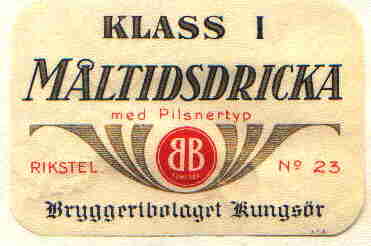 KLASS I
MÅLTIDSDRICKA
med Pilsnertyp
BB
RIKSTEL. Nº 23
Bryggeribolaget Kungsör